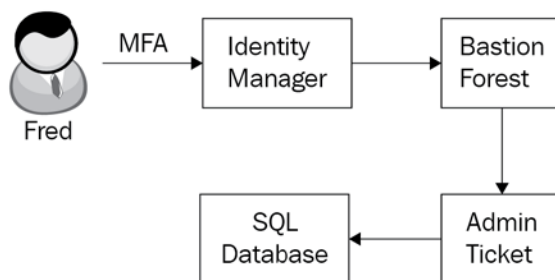 MFA
Identity
Manager
Bastion
Forest
Fred
SQL
Database
Admin
Ticket